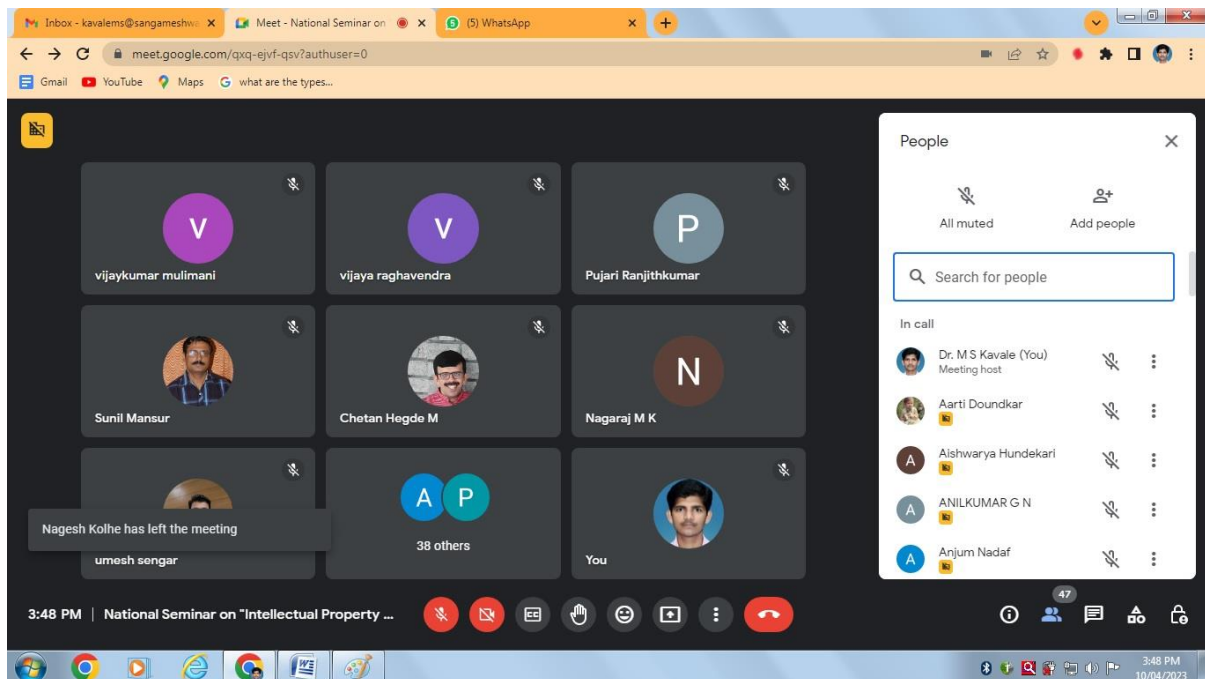 Inbox - kavalems@sangameshwa
Meet - National Seminar on
(5) WhatsApp
meet.google.com/qxq-ejvf-qsv?authuser=0
Gmail YouTube Maps what are the types...
V
vijaykumar mulimani
V
vijaya raghavendra
P
Pujari Ranjithkumar
Sunil Mansur
Chetan Hegde M
N
Nagaraj M K
Nagesh Kolhe has left the meeting
umesh sengar
A P
38 others
You
People
All muted
Add people
Search for people
In call
Dr. M S Kavale (You)
Meeting host
Aarti Doundkar
A
Aishwarya Hundekari
A
ANILKUMAR G N
A
Anjum Nadaf
3:48 PM | National Seminar on "Intellectual Property ...
47
3:48 PM
10/04/2023